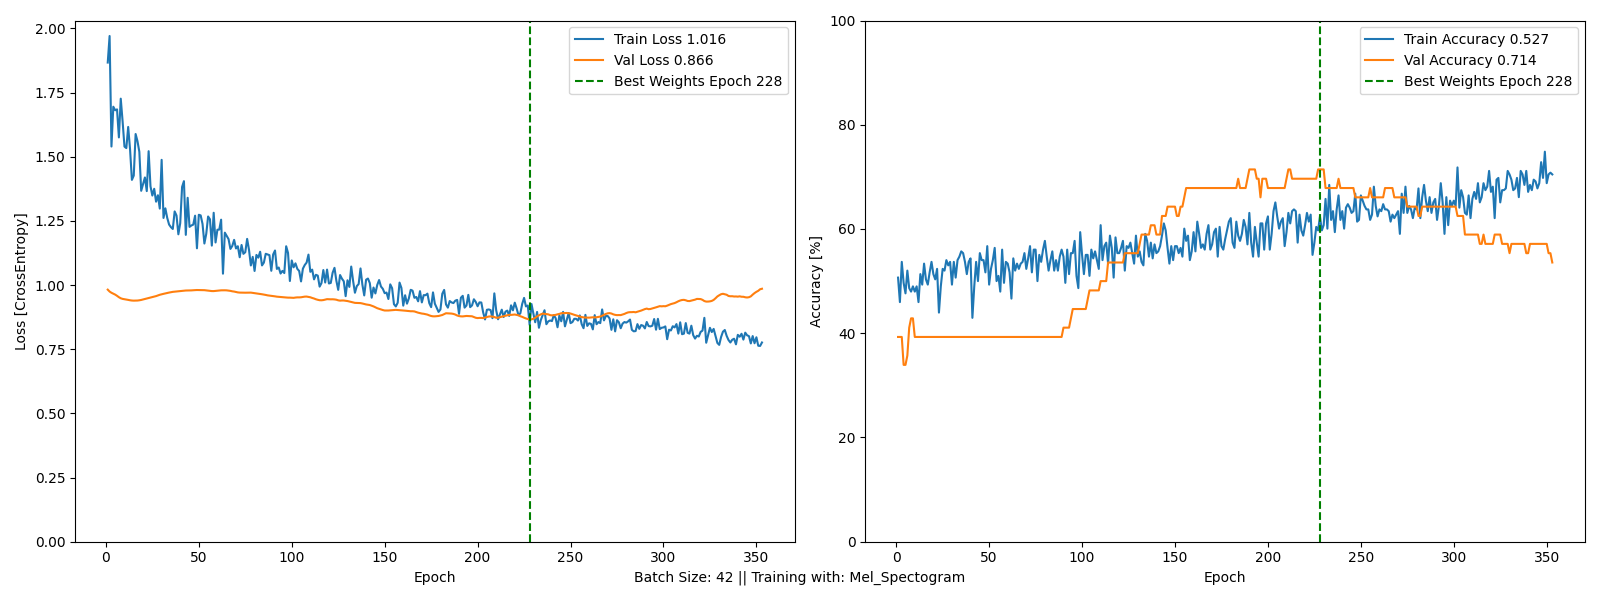 2.00
1.75
1.50
1.25
1.00
0.75
0.50
0.25
0.00
Loss [CrossEntropy]
Train Loss 1.016
Val Loss 0.866
Best Weights Epoch 228
0 50 100 150 200 250 300 350
Epoch
100
80
60
40
20
0
Accuracy [%]
Train Accuracy 0.527
Val Accuracy 0.714
Best Weights Epoch 228
0 50 100 150 200 250 300 350
Epoch
Batch Size: 42 || Training with: Mel_Spectogram